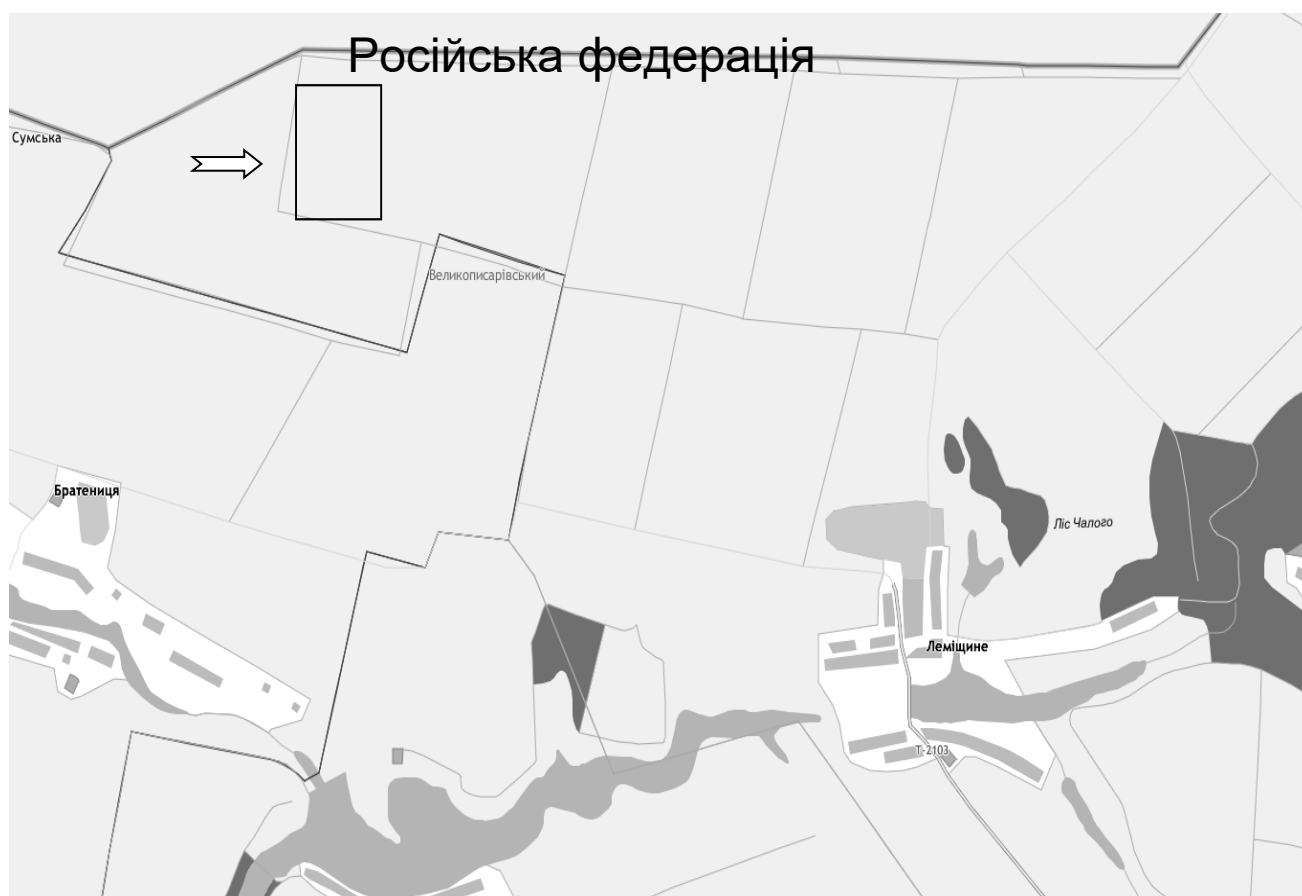 Російська федерація
Сумська
Великописарівський
Братениця
Ліс Чалого
Леміщине
Т-2103